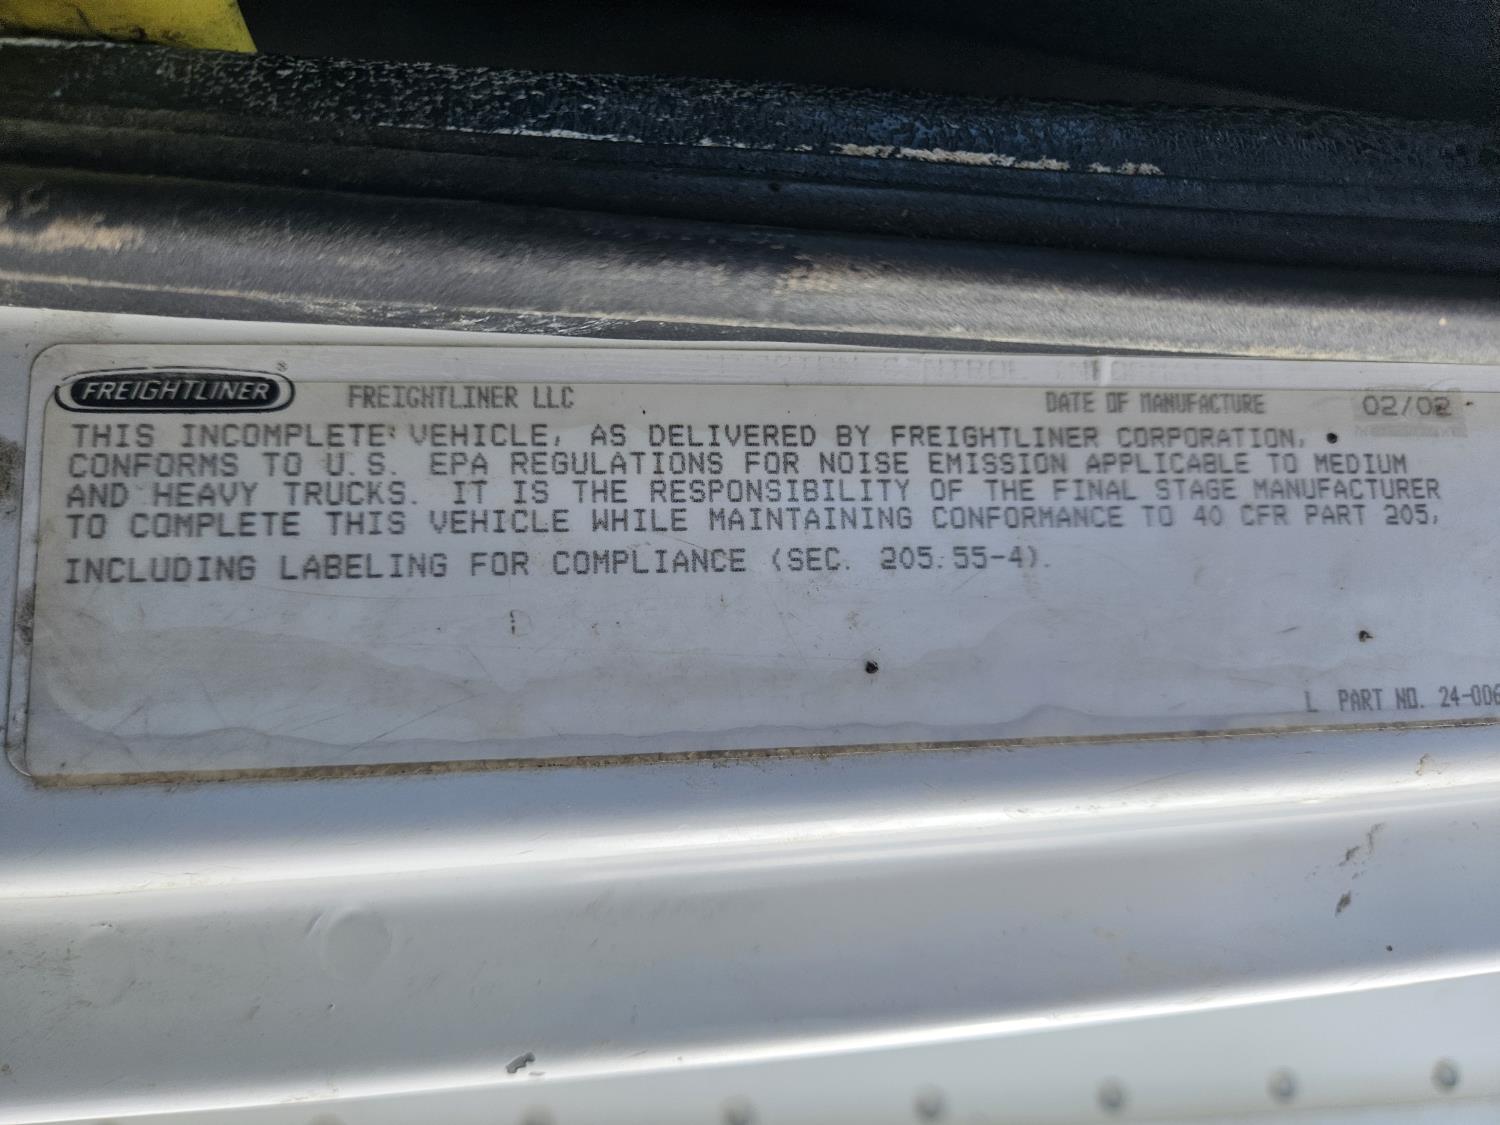 FREIGHTLINER ® FREIGHTLINER LLC DATE OF MANUFACTURE 02/02
THIS INCOMPLETE VEHICLE, AS DELIVERED BY FREIGHTLINER CORPORATION,
CONFORMS TO U.S. EPA REGULATIONS FOR NOISE EMISSION APPLICABLE TO MEDIUM
AND HEAVY TRUCKS. IT IS THE RESPONSIBILITY OF THE FINAL STAGE MANUFACTURER
TO COMPLETE THIS VEHICLE WHILE MAINTAINING CONFORMANCE TO 40 CFR PART 205,
INCLUDING LABELING FOR COMPLIANCE (SEC. 205.55-4).
L PART NO. 24-006